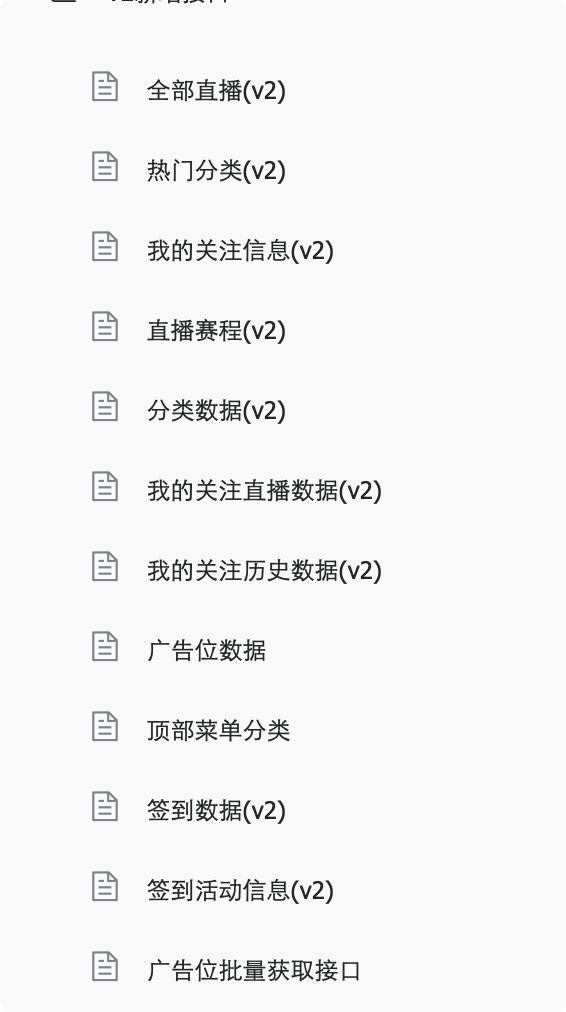 全部直播(v2)
热门分类(v2)
我的关注信息(v2)
直播赛程(v2)
分类数据(v2)
我的关注直播数据(v2)
我的关注历史数据(v2)
广告位数据
顶部菜单分类
签到数据(v2)
签到活动信息(v2)
广告位批量获取接口